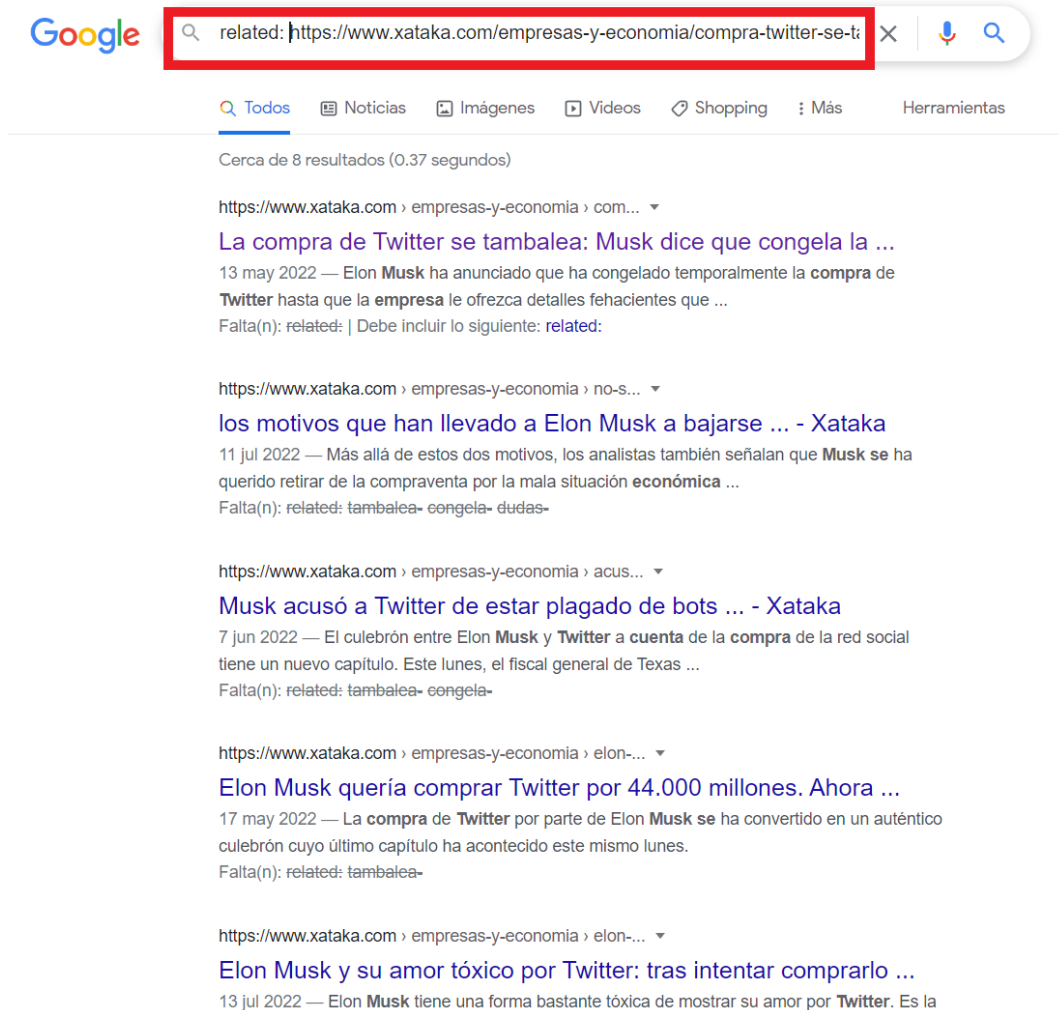 Google
related: https://www.xataka.com/empresas-y-economia/compra-twitter-se-ta
Todos Noticias Imágenes Videos Shopping Más Herramientas
Cerca de 8 resultados (0.37 segundos)
https://www.xataka.com › empresas-y-economia › com...
La compra de Twitter se tambalea: Musk dice que congela la ...
13 may 2022 — Elon Musk ha anunciado que ha congelado temporalmente la compra de
Twitter hasta que la empresa le ofrezca detalles fehacientes que ...
Falta(n): related: | Debe incluir lo siguiente: related:
https://www.xataka.com › empresas-y-economia › no-s...
los motivos que han llevado a Elon Musk a bajarse ... - Xataka
11 jul 2022 — Más allá de estos dos motivos, los analistas también señalan que Musk se ha
querido retirar de la compraventa por la mala situación económica ...
Falta(n): related: tambalea- congela- dudas-
https://www.xataka.com › empresas-y-economia › acus...
Musk acusó a Twitter de estar plagado de bots ... - Xataka
7 jun 2022 — El culebrón entre Elon Musk y Twitter a cuenta de la compra de la red social
tiene un nuevo capítulo. Este lunes, el fiscal general de Texas ...
Falta(n): related: tambalea- congela-
https://www.xataka.com › empresas-y-economia › elon-...
Elon Musk quería comprar Twitter por 44.000 millones. Ahora ...
17 may 2022 — La compra de Twitter por parte de Elon Musk se ha convertido en un auténtico
culebrón cuyo último capítulo ha acontecido este mismo lunes.
Falta(n): related: tambalea-
https://www.xataka.com › empresas-y-economia › elon-...
Elon Musk y su amor tóxico por Twitter: tras intentar comprarlo ...
13 jul 2022 — Elon Musk tiene una forma bastante tóxica de mostrar su amor por Twitter. Es la